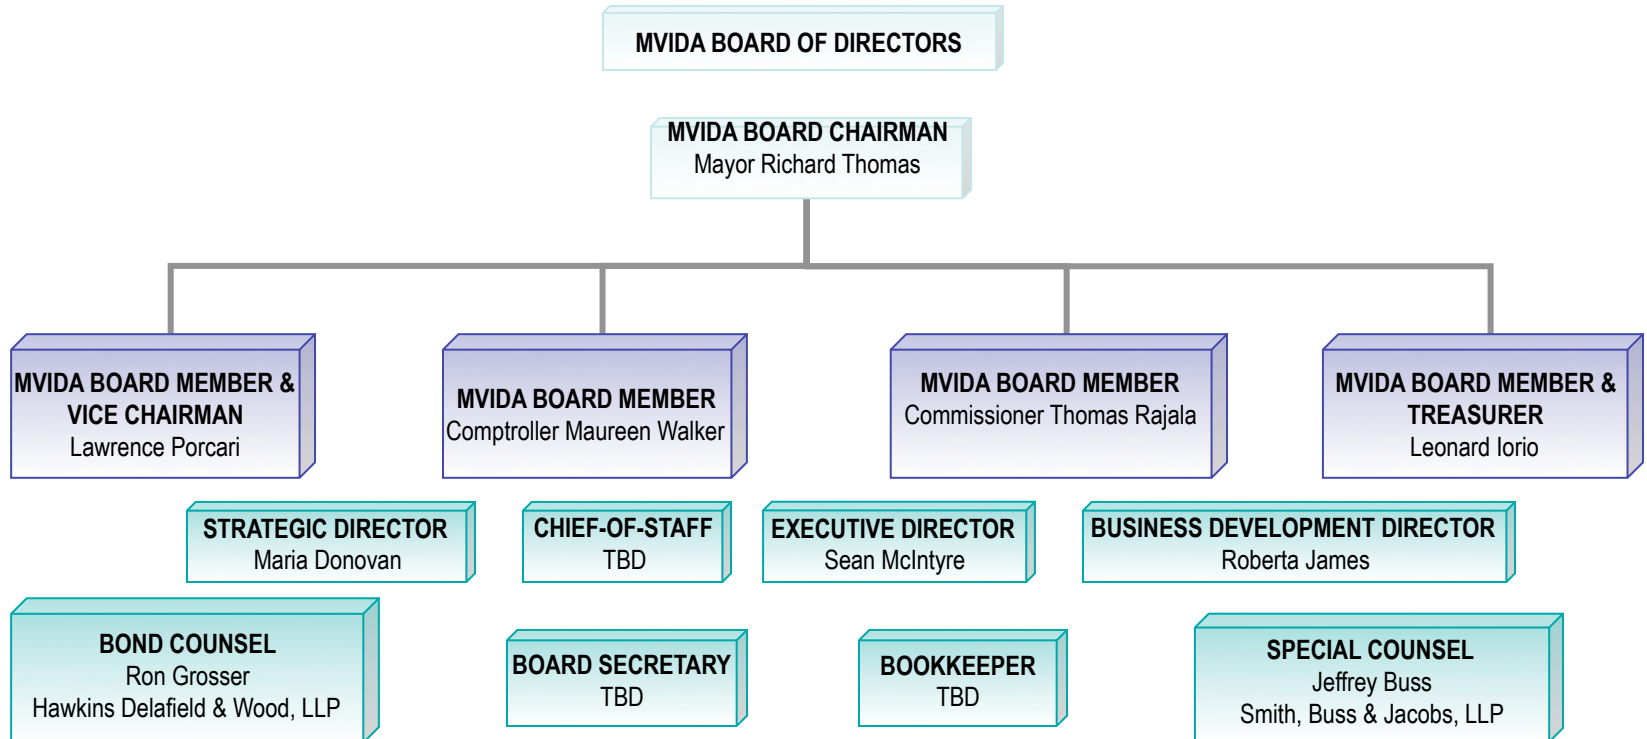 MVIDA BOARD OF DIRECTORS
MVIDA BOARD CHAIRMAN
Mayor Richard Thomas
MVIDA BOARD MEMBER &
VICE CHAIRMAN
Lawrence Porcari
MVIDA BOARD MEMBER
Comptroller Maureen Walker
MVIDA BOARD MEMBER
Commissioner Thomas Rajala
MVIDA BOARD MEMBER &
TREASURER
Leonard Iorio
STRATEGIC DIRECTOR
Maria Donovan
CHIEF-OF-STAFF
TBD
EXECUTIVE DIRECTOR
Sean McIntyre
BUSINESS DEVELOPMENT DIRECTOR
Roberta James
BOND COUNSEL
Ron Grosser
Hawkins Delafield & Wood, LLP
BOARD SECRETARY
TBD
BOOKKEEPER
TBD
SPECIAL COUNSEL
Jeffrey Buss
Smith, Buss & Jacobs, LLP